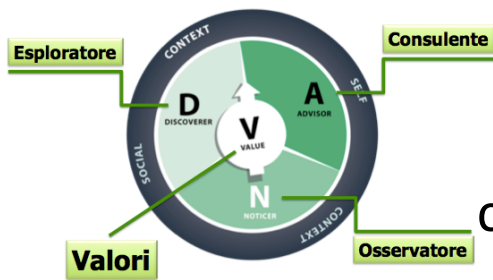 CONTEXT
Esploratore
Consulente
D
DISCOVERER
A
ADVISOR
SELF
V
VALUE
SOCIAL
N
NOTICER
CONTEXT
Valori
Osservatore